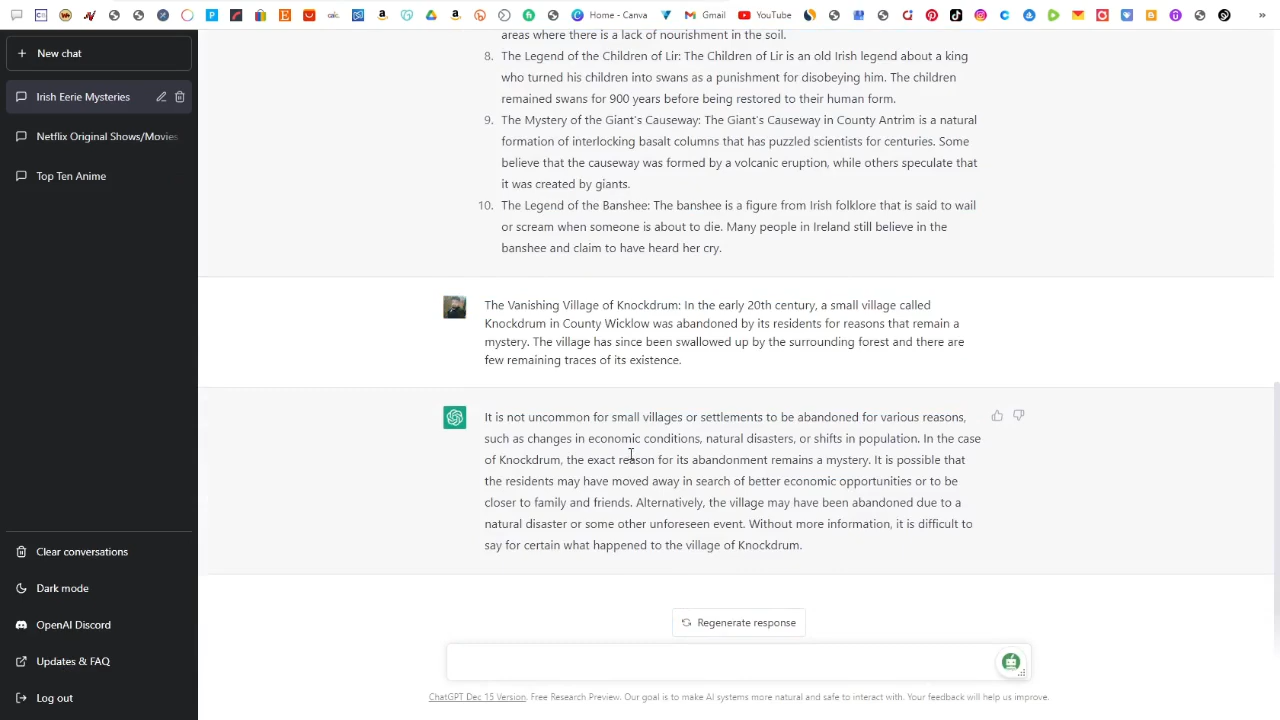 calc.
Home - Canva
Gmail
YouTube
»
New chat
Irish Eerie Mysteries
Netflix Original Shows/Movies
Top Ten Anime
Clear conversations
Dark mode
OpenAI Discord
Updates & FAQ
Log out
areas where there is a lack of nourishment in the soil.
8. The Legend of the Children of Lir: The Children of Lir is an old Irish legend about a king
who turned his children into swans as a punishment for disobeying him. The children
remained swans for 900 years before being restored to their human form.
9. The Mystery of the Giant's Causeway: The Giant's Causeway in County Antrim is a natural
formation of interlocking basalt columns that has puzzled scientists for centuries. Some
believe that the causeway was formed by a volcanic eruption, while others speculate that
it was created by giants.
10. The Legend of the Banshee: The banshee is a figure from Irish folklore that is said to wail
or scream when someone is about to die. Many people in Ireland still believe in the
banshee and claim to have heard her cry.
The Vanishing Village of Knockdrum: In the early 20th century, a small village called
Knockdrum in County Wicklow was abandoned by its residents for reasons that remain a
mystery. The village has since been swallowed up by the surrounding forest and there are
few remaining traces of its existence.
It is not uncommon for small villages or settlements to be abandoned for various reasons,
such as changes in economic conditions, natural disasters, or shifts in population. In the case
of Knockdrum, the exact reason for its abandonment remains a mystery. It is possible that
the residents may have moved away in search of better economic opportunities or to be
closer to family and friends. Alternatively, the village may have been abandoned due to a
natural disaster or some other unforeseen event. Without more information, it is difficult to
say for certain what happened to the village of Knockdrum.
Regenerate response
ChatGPT Dec 15 Version. Free Research Preview. Our goal is to make AI systems more natural and safe to interact with. Your feedback will help us improve.